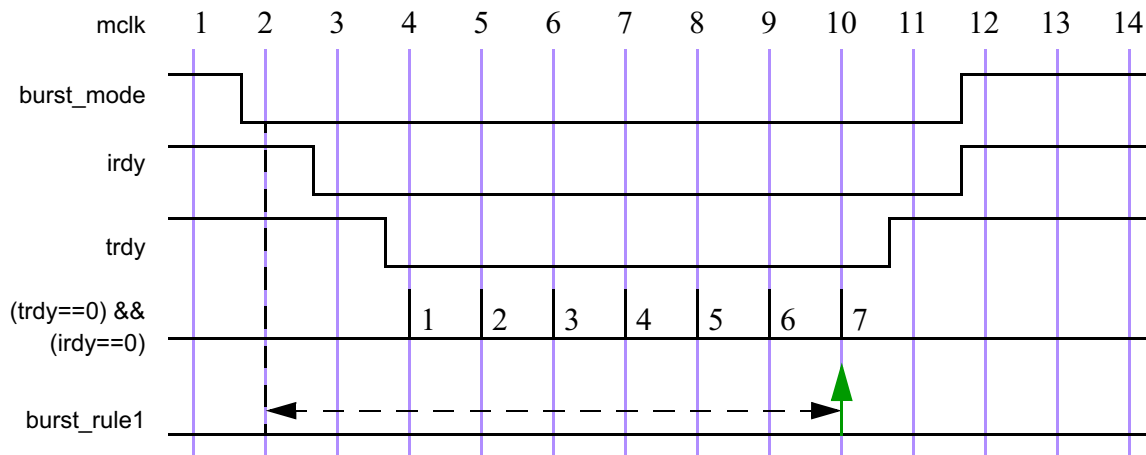 mclk 1 2 3 4 5 6 7 8 9 10 11 12 13 14
burst_mode
irdy
trdy
(trdy==0) &&
(irdy==0)
1 2 3 4 5 6 7
burst_rule1